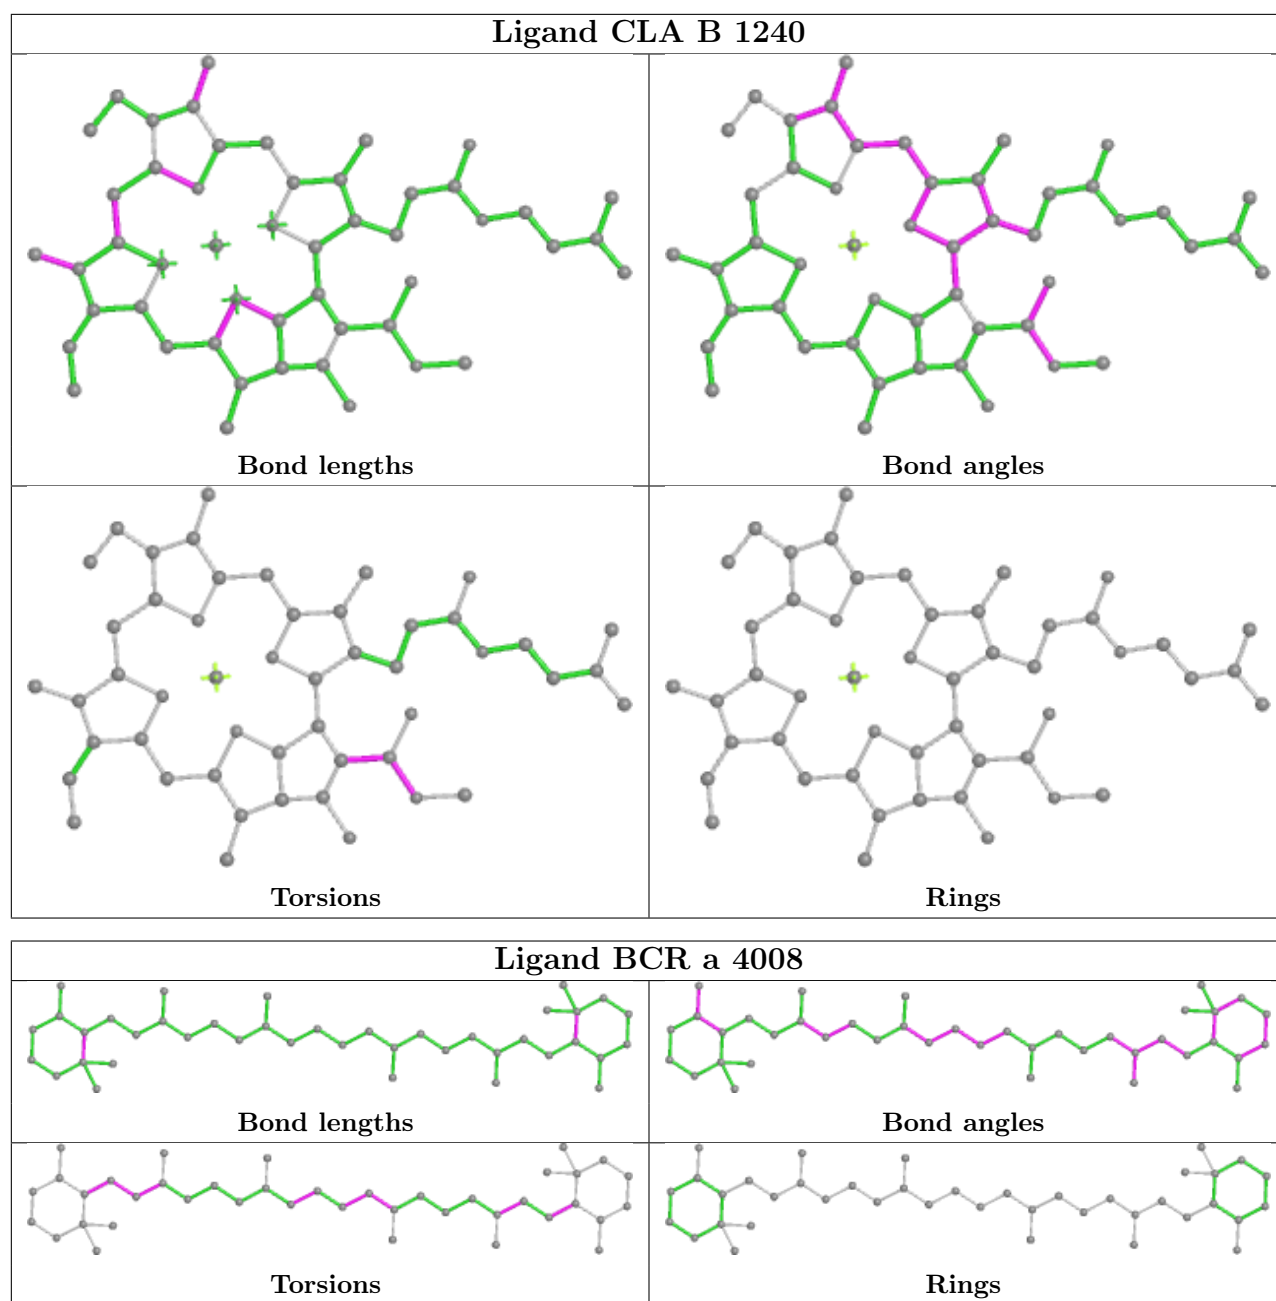 Ligand CLA B 1240
Bond lengths
Bond angles
Torsions
Rings
Ligand BCR a 4008
Bond lengths
Bond angles
Torsions
Rings